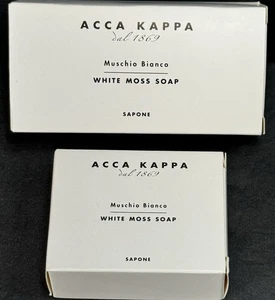 ACCA KAPPA
dal 1869
Muschio Bianco
WHITE MOSS SOAP
SAPONE
ACCA KAPPA
dal 1869
Muschio Bianco
WHITE MOSS SOAP
SAPONE